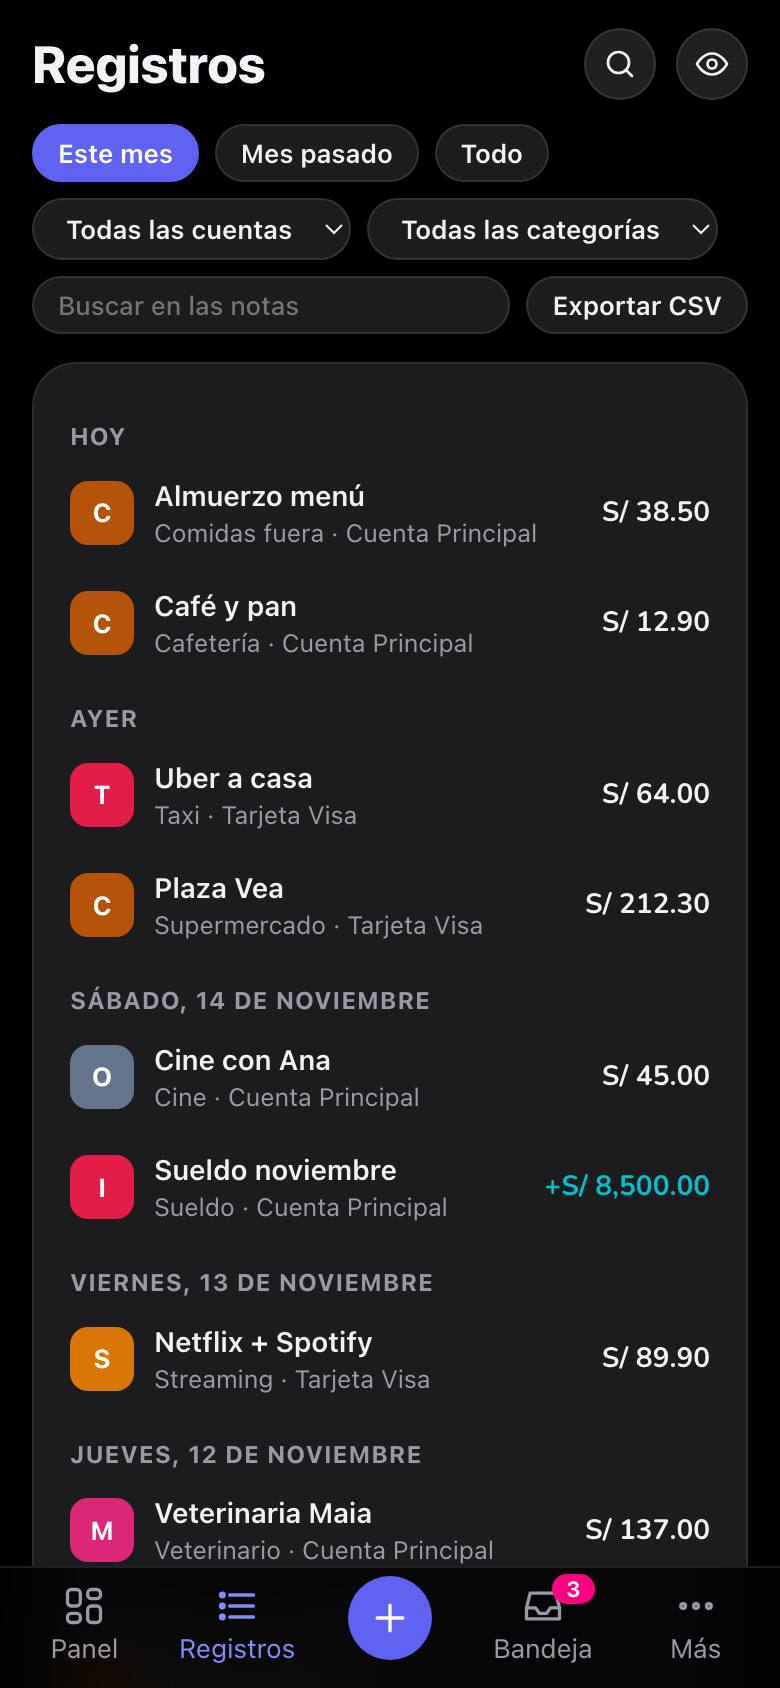 Registros
Este mes
Mes pasado
Todo
Todas las cuentas
Todas las categorías
Buscar en las notas
Exportar CSV
HOY
C
Almuerzo menú
Comidas fuera · Cuenta Principal
S/ 38.50
C
Café y pan
Cafetería · Cuenta Principal
S/ 12.90
AYER
T
Uber a casa
Taxi · Tarjeta Visa
S/ 64.00
C
Plaza Vea
Supermercado · Tarjeta Visa
S/ 212.30
SÁBADO, 14 DE NOVIEMBRE
O
Cine con Ana
Cine · Cuenta Principal
S/ 45.00
I
Sueldo noviembre
Sueldo · Cuenta Principal
+S/ 8,500.00
VIERNES, 13 DE NOVIEMBRE
S
Netflix + Spotify
Streaming · Tarjeta Visa
S/ 89.90
JUEVES, 12 DE NOVIEMBRE
M
Veterinaria Maia
Veterinario · Cuenta Principal
S/ 137.00
Panel
Registros
3
Bandeja
Más